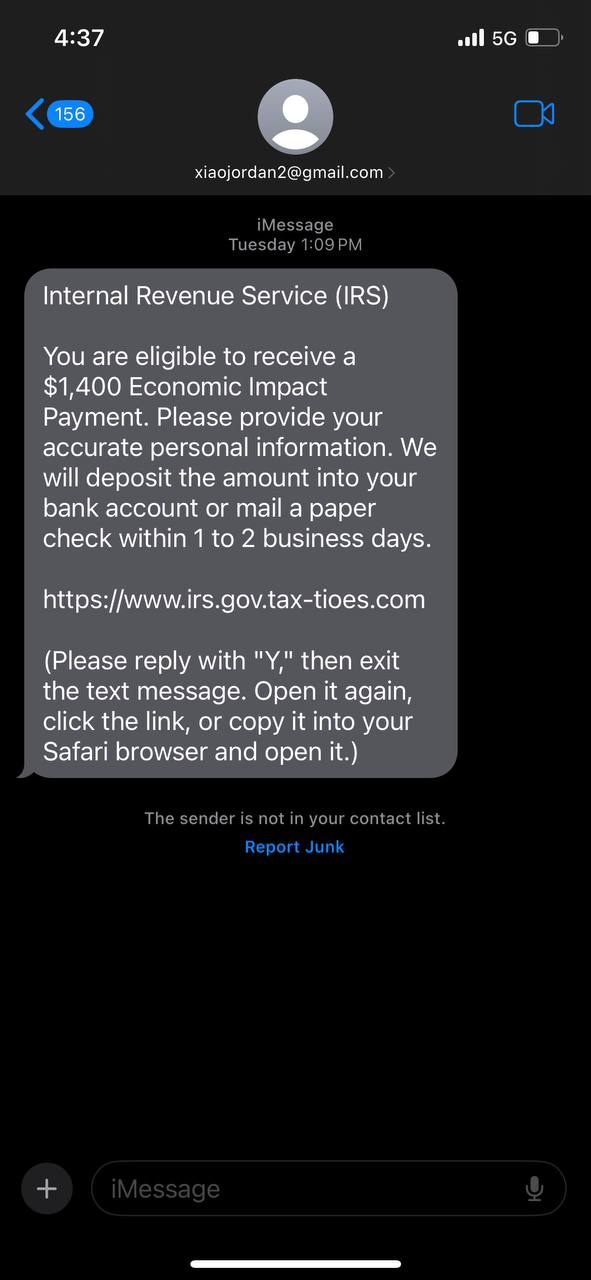 4:37
5G
156
xiaojordan2@gmail.com
iMessage
Tuesday 1:09 PM
Internal Revenue Service (IRS)
You are eligible to receive a
$1,400 Economic Impact
Payment. Please provide your
accurate personal information. We
will deposit the amount into your
bank account or mail a paper
check within 1 to 2 business days.
https://www.irs.gov.tax-tioes.com
(Please reply with "Y," then exit
the text message. Open it again,
click the link, or copy it into your
Safari browser and open it.)
The sender is not in your contact list.
Report Junk
iMessage